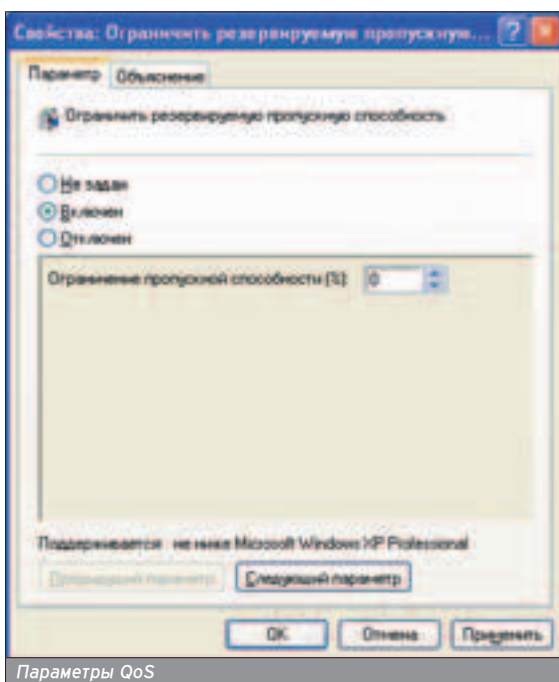 Свойства: Ограничить резервируемую пропускную...
Параметр Объяснение
Ограничить резервируемую пропускную способность
Не задан
Включен
Отключен
Ограничение пропускной способности (%) 0
Поддерживается не ниже Microsoft Windows XP Professional
Предыдущий параметр Следующий параметр
ОК Отмена Применить
Параметры QoS